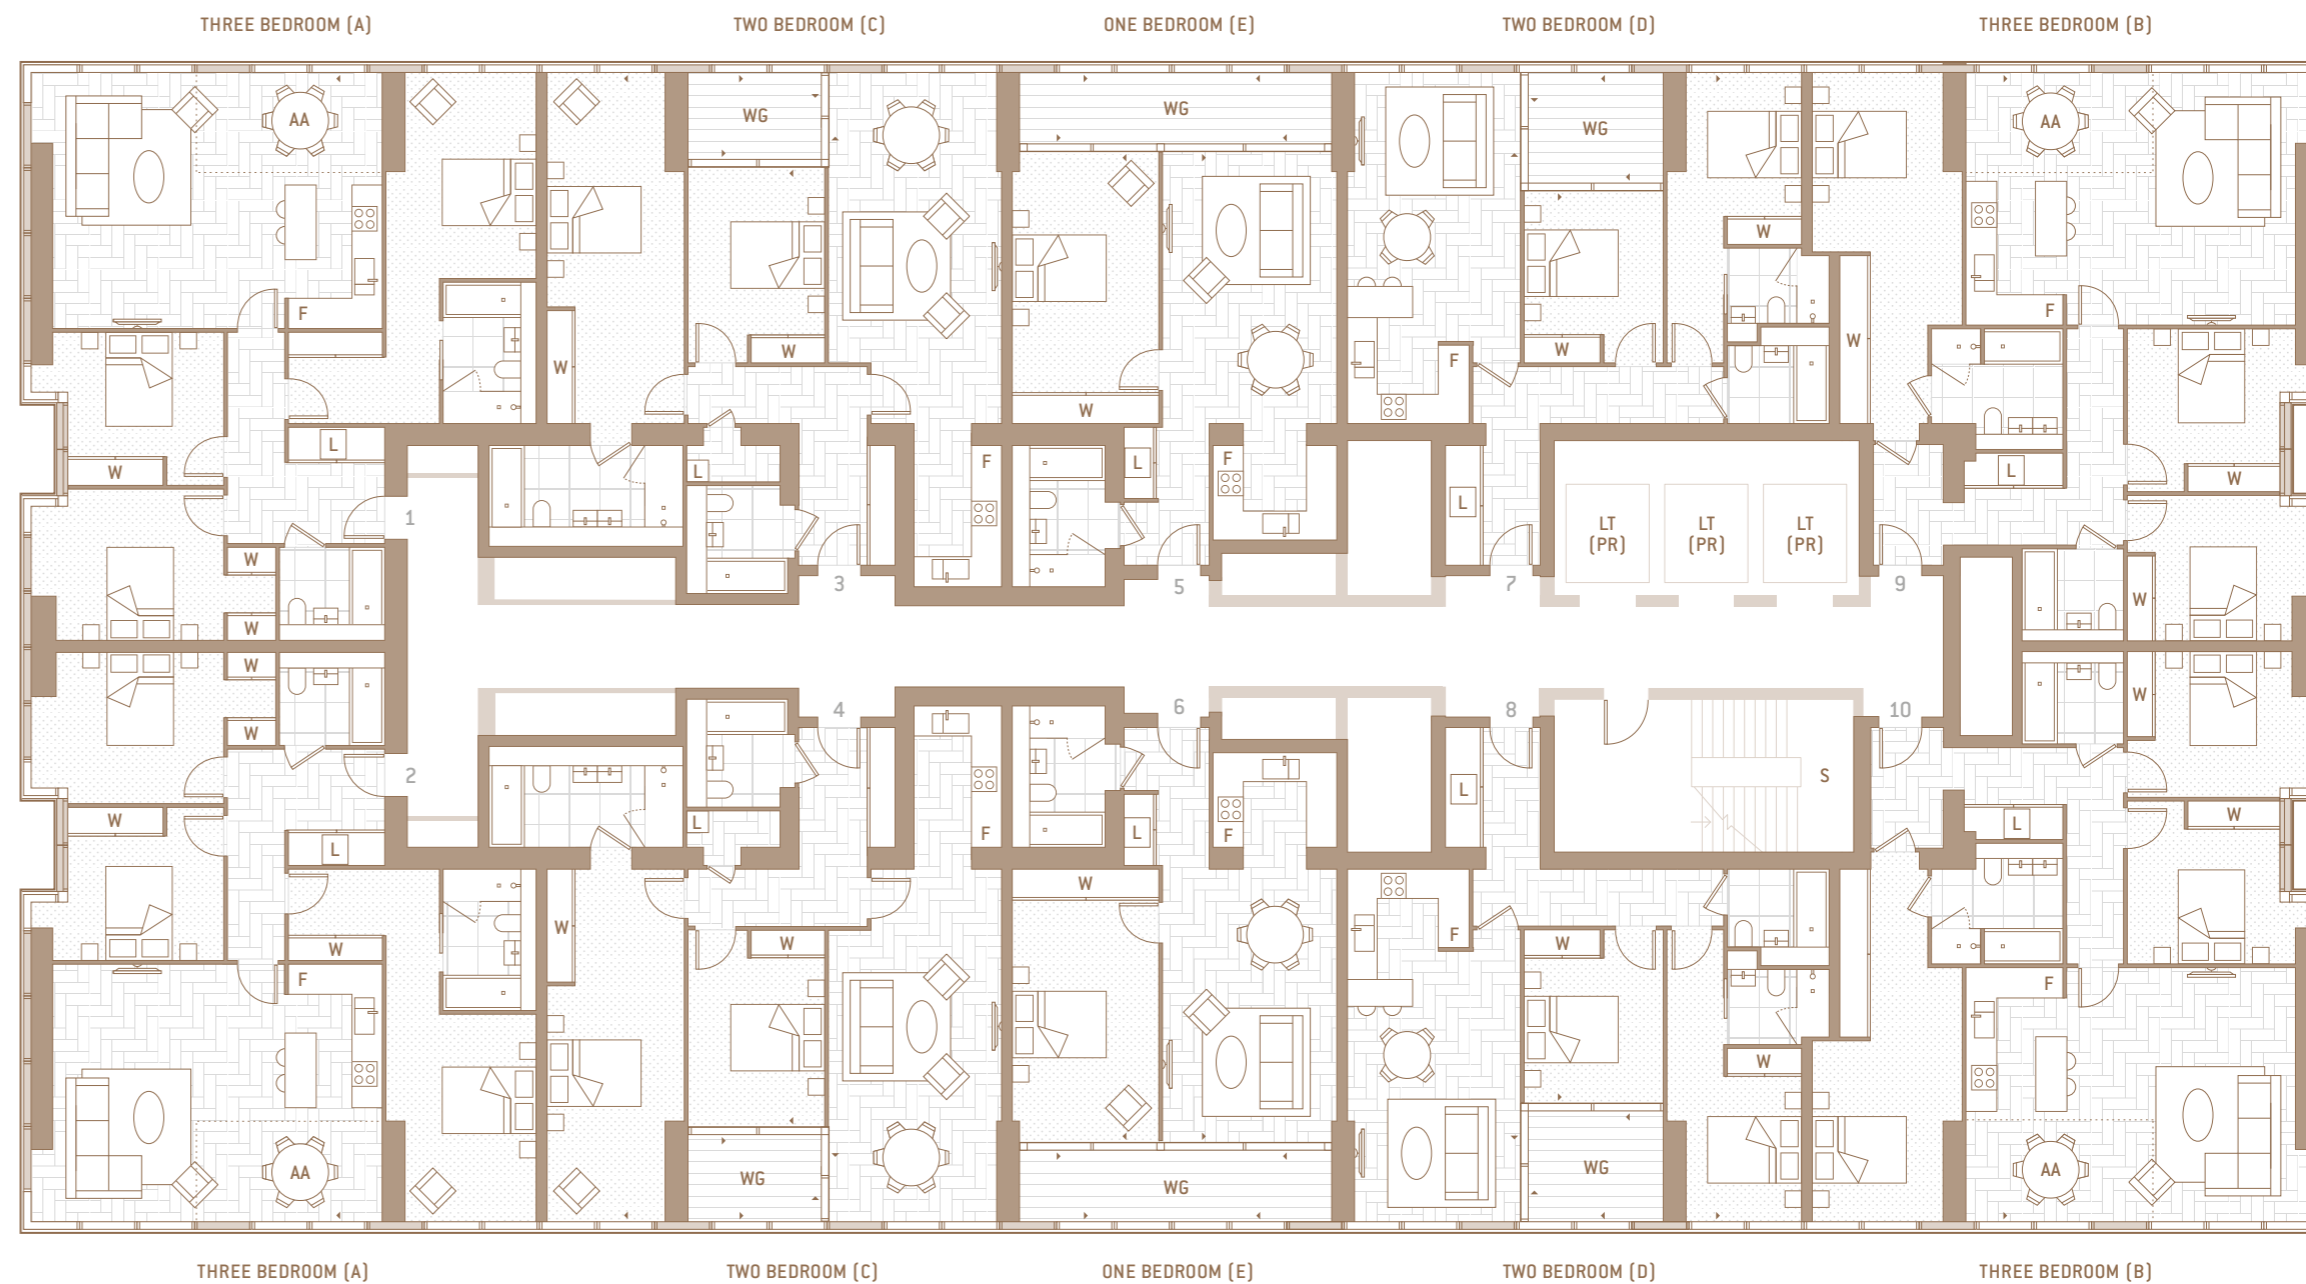 THREE BEDROOM (A)
TWO BEDROOM (C)
ONE BEDROOM (E)
TWO BEDROOM (D)
THREE BEDROOM (B)
AA
WG
WG
WG
AA
W
F
W
W
W
F
W
W
F
L
W
L
F
L
F
L
L
W
W
1
LT
(PR)
LT
(PR)
LT
(PR)
W
3
5
7
9
W
W
W
W
W
2
4
6
8
10
S
W
L
L
L
F
L
F
L
W
W
F
W
W
W
F
W
F
W
AA
WG
WG
WG
AA
THREE BEDROOM (A)
TWO BEDROOM (C)
ONE BEDROOM (E)
TWO BEDROOM (D)
THREE BEDROOM (B)